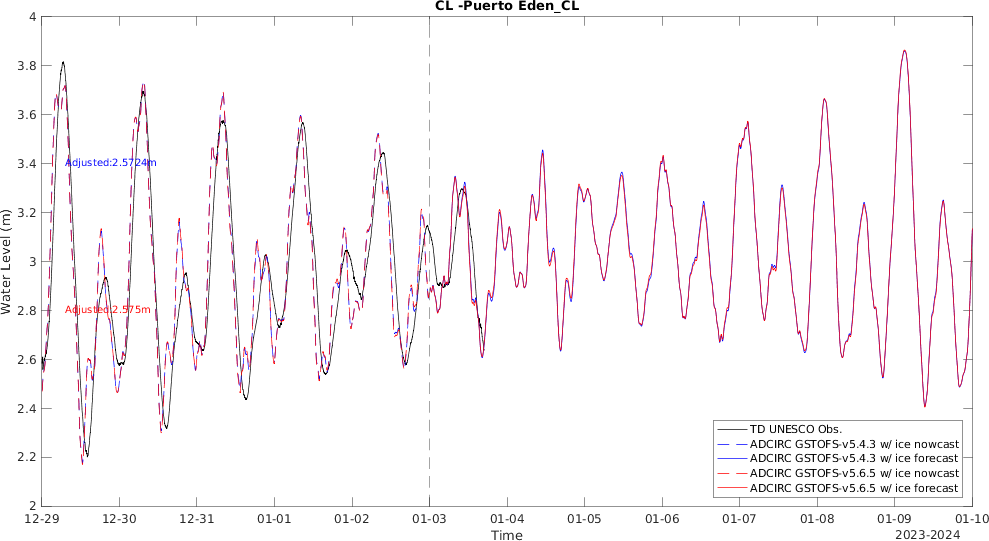 CL -Puerto Eden_CL
Water Level (m)
4
3.8
3.6
3.4
3.2
3
2.8
2.6
2.4
2.2
2
Adjusted:2.5724m
Adjusted:2.575m
TD UNESCO Obs.
ADCIRC GSTOFS-v5.4.3 w/ ice nowcast
ADCIRC GSTOFS-v5.4.3 w/ ice forecast
ADCIRC GSTOFS-v5.6.5 w/ ice nowcast
ADCIRC GSTOFS-v5.6.5 w/ ice forecast
12-29 12-30 12-31 01-01 01-02 01-03 01-04 01-05 01-06 01-07 01-08 01-09 01-10
Time
2023-2024